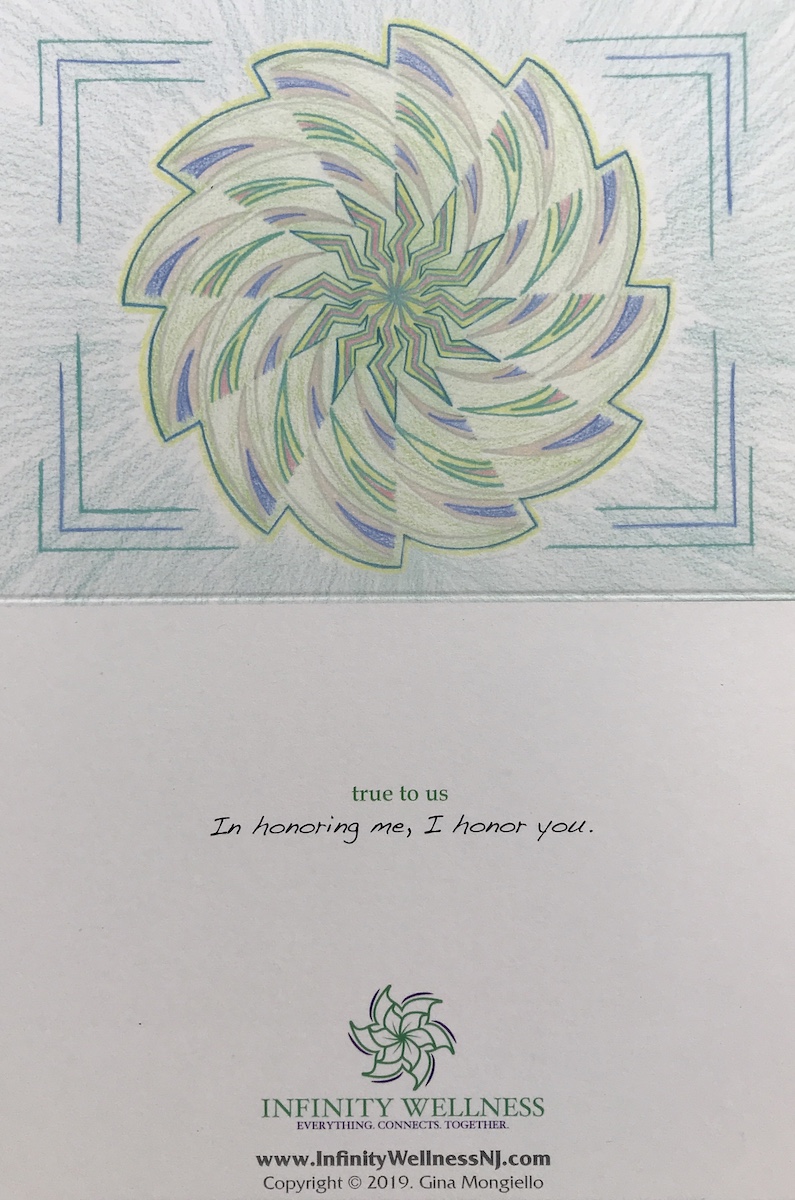 true to us
In honoring me, I honor you.
INFINITY WELLNESS
EVERYTHING. CONNECTS. TOGETHER.
www.InfinityWellnessNJ.com
Copyright © 2019. Gina Mongiello